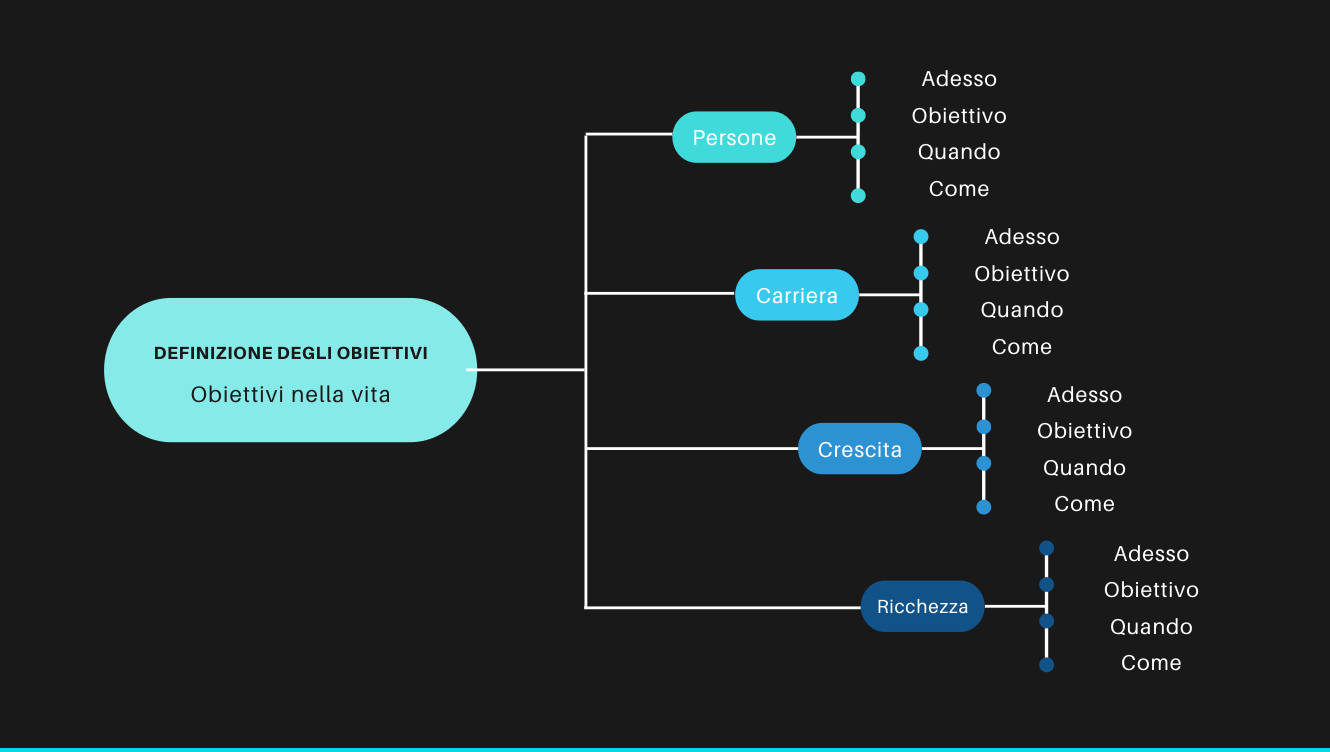 DEFINIZIONE DEGLI OBIETTIVI
Obiettivi nella vita
Persone
Adesso
Obiettivo
Quando
Come
Carriera
Adesso
Obiettivo
Quando
Come
Crescita
Adesso
Obiettivo
Quando
Come
Ricchezza
Adesso
Obiettivo
Quando
Come